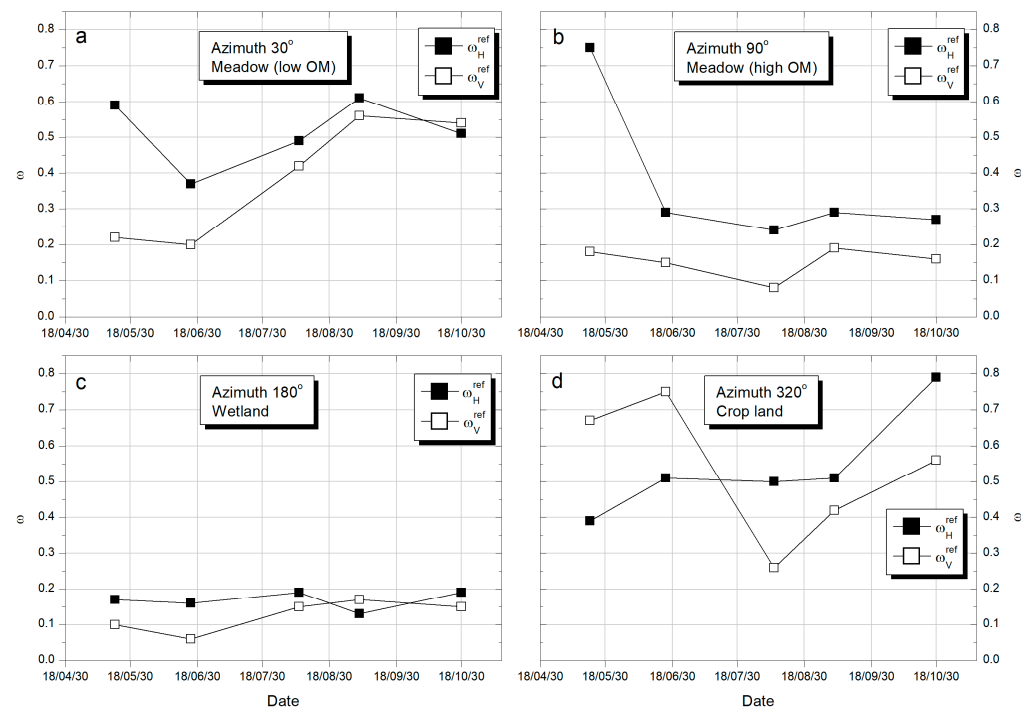 a
Azimuth 30°
Meadow (low OM)
ω_H^ref
ω_V^ref
0.8
0.7
0.6
0.5
0.4
0.3
0.2
0.1
0.0
ω
18/04/30 18/05/30 18/06/30 18/07/30 18/08/30 18/09/30 18/10/30
b
Azimuth 90°
Meadow (high OM)
ω_H^ref
ω_V^ref
0.8
0.7
0.6
0.5
0.4
0.3
0.2
0.1
0.0
ω
18/04/30 18/05/30 18/06/30 18/07/30 18/08/30 18/09/30 18/10/30
c
Azimuth 180°
Wetland
ω_H^ref
ω_V^ref
0.8
0.7
0.6
0.5
0.4
0.3
0.2
0.1
0.0
ω
18/04/30 18/05/30 18/06/30 18/07/30 18/08/30 18/09/30 18/10/30
Date
d
Azimuth 320°
Crop land
ω_H^ref
ω_V^ref
0.8
0.7
0.6
0.5
0.4
0.3
0.2
0.1
0.0
ω
18/04/30 18/05/30 18/06/30 18/07/30 18/08/30 18/09/30 18/10/30
Date